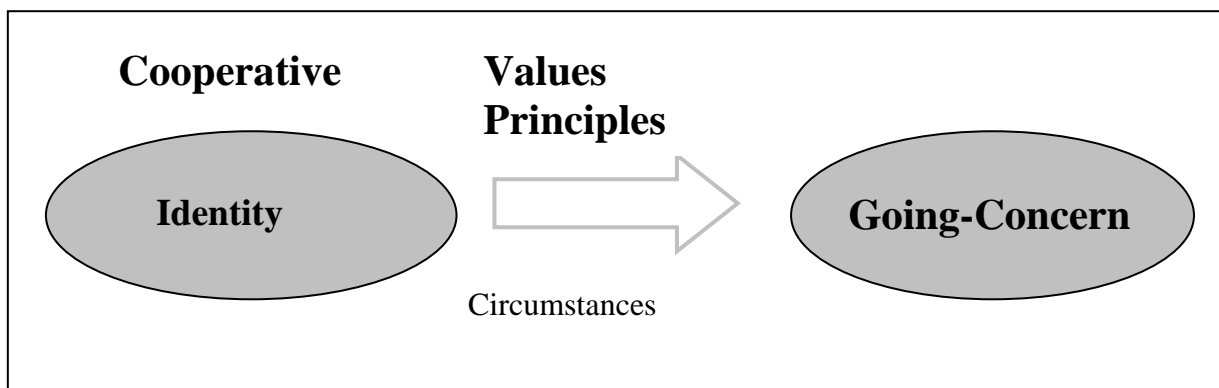 Cooperative
Values
Principles
Identity
Going-Concern
Circumstances